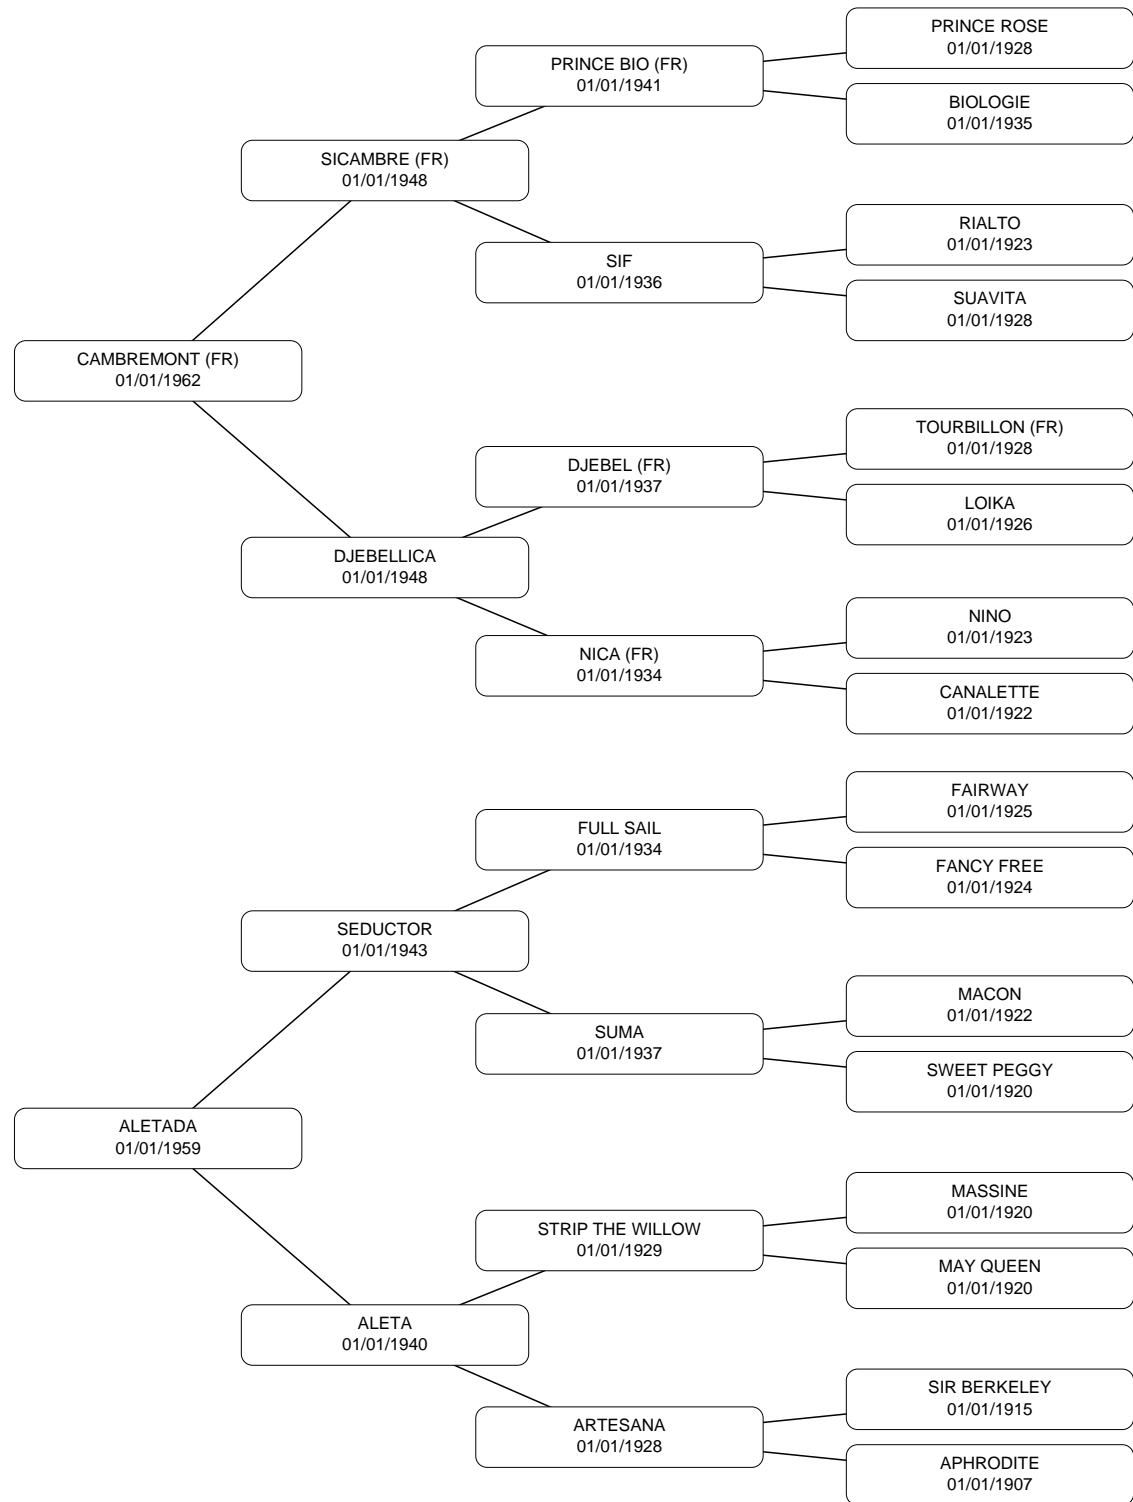 PRINCE ROSE
01/01/1928
PRINCE BIO (FR)
01/01/1941
BIOLOGIE
01/01/1935
SICAMBRE (FR)
01/01/1948
RIALTO
01/01/1923
SIF
01/01/1936
SUAVITA
01/01/1928
CAMBREMONT (FR)
01/01/1962
TOURBILLON (FR)
01/01/1928
DJEBEL (FR)
01/01/1937
LOIKA
01/01/1926
DJEBELLICA
01/01/1948
NINO
01/01/1923
NICA (FR)
01/01/1934
CANALETTE
01/01/1922
FAIRWAY
01/01/1925
FULL SAIL
01/01/1934
FANCY FREE
01/01/1924
SEDUCTOR
01/01/1943
MACON
01/01/1922
SUMA
01/01/1937
SWEET PEGGY
01/01/1920
ALETADA
01/01/1959
MASSINE
01/01/1920
STRIP THE WILLOW
01/01/1929
MAY QUEEN
01/01/1920
ALETA
01/01/1940
SIR BERKELEY
01/01/1915
ARTESANA
01/01/1928
APHRODITE
01/01/1907